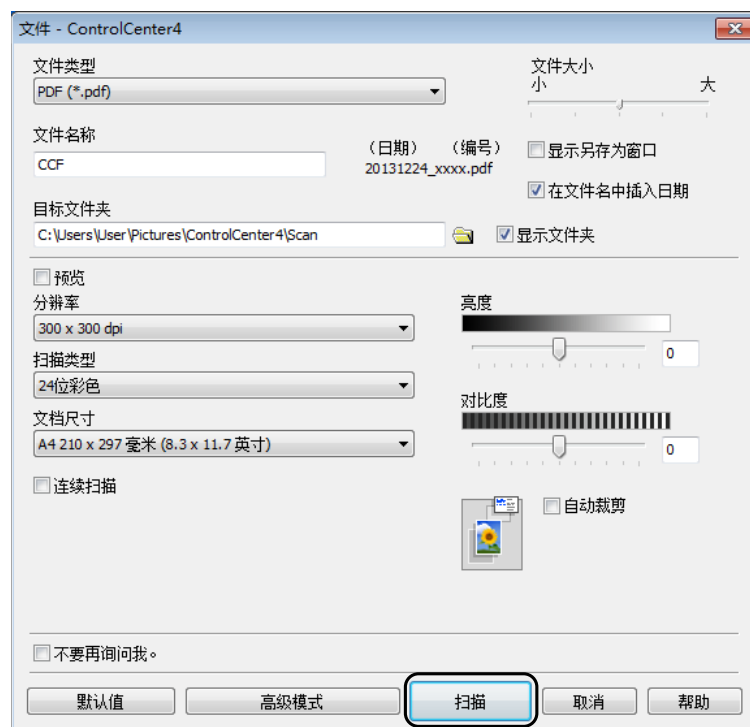 文件 - ControlCenter4
文件类型
PDF (*.pdf)
文件大小
小 大
文件名称
CCF
(日期) (编号)
20131224_xxxx.pdf
显示另存为窗口
在文件名中插入日期
目标文件夹
C:\Users\User\Pictures\ControlCenter4\Scan
显示文件夹
预览
分辨率
300 x 300 dpi
扫描类型
24位彩色
文档尺寸
A4 210 x 297 毫米 (8.3 x 11.7 英寸)
连续扫描
亮度
0
对比度
0
自动裁剪
不要再询问我。
默认值 高级模式 扫描 取消 帮助